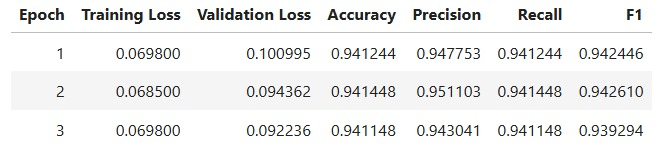 Epoch Training Loss Validation Loss Accuracy Precision Recall F1
1 0.069800 0.100995 0.941244 0.947753 0.941244 0.942446
2 0.068500 0.094362 0.941448 0.951103 0.941448 0.942610
3 0.069800 0.092236 0.941148 0.943041 0.941148 0.939294